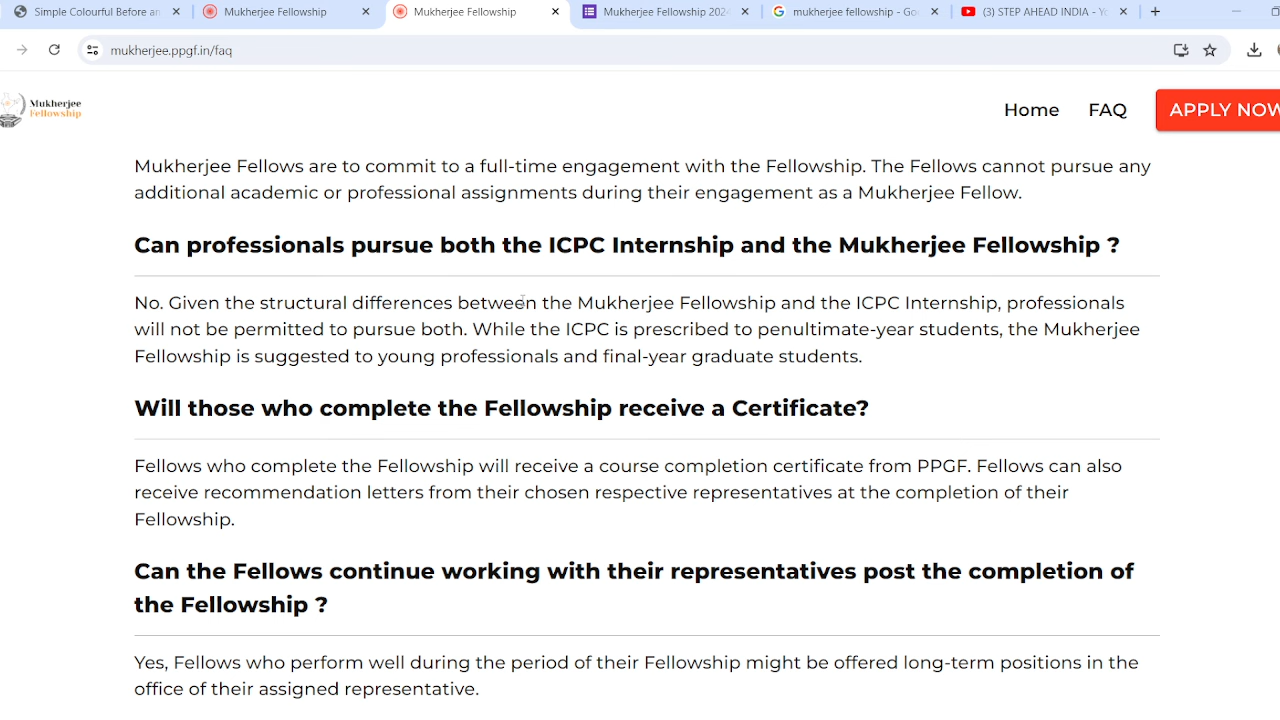 Simple Colourful Before an
Mukherjee Fellowship
Mukherjee Fellowship
Mukherjee Fellowship 202
mukherjee fellowship - Go
(3) STEP AHEAD INDIA - Yo
mukherjee.ppgf.in/faq
Mukherjee
Fellowship
Home
FAQ
APPLY NOW
Mukherjee Fellows are to commit to a full-time engagement with the Fellowship. The Fellows cannot pursue any
additional academic or professional assignments during their engagement as a Mukherjee Fellow.
Can professionals pursue both the ICPC Internship and the Mukherjee Fellowship ?
No. Given the structural differences between the Mukherjee Fellowship and the ICPC Internship, professionals
will not be permitted to pursue both. While the ICPC is prescribed to penultimate-year students, the Mukherjee
Fellowship is suggested to young professionals and final-year graduate students.
Will those who complete the Fellowship receive a Certificate?
Fellows who complete the Fellowship will receive a course completion certificate from PPGF. Fellows can also
receive recommendation letters from their chosen respective representatives at the completion of their
Fellowship.
Can the Fellows continue working with their representatives post the completion of
the Fellowship ?
Yes, Fellows who perform well during the period of their Fellowship might be offered long-term positions in the
office of their assigned representative.